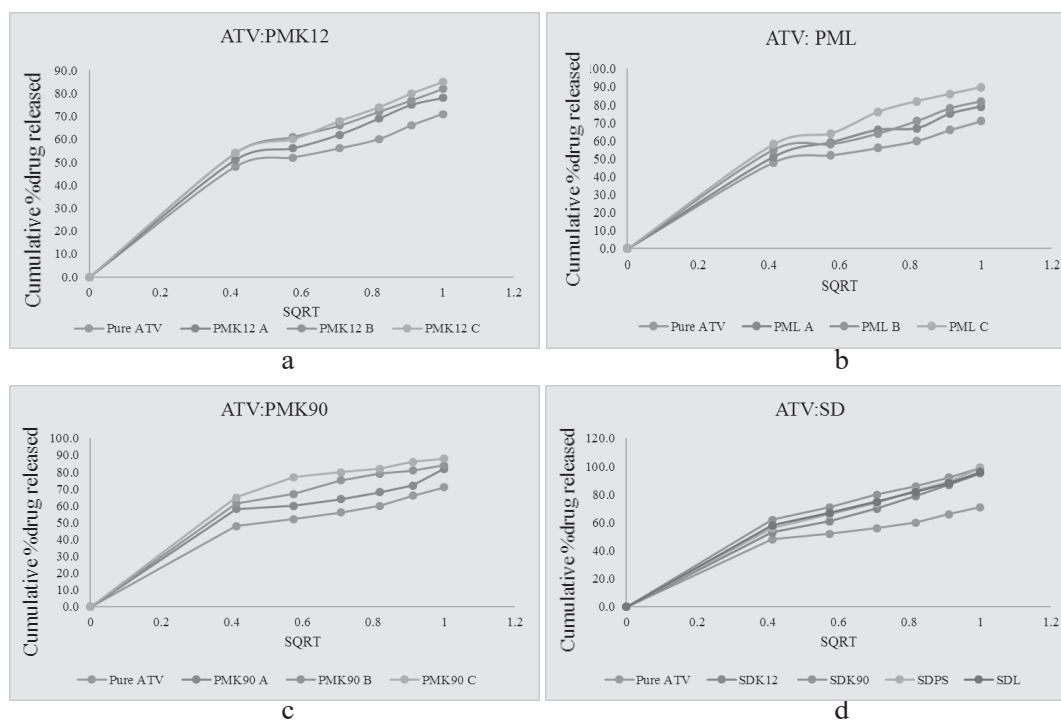 ATV:PMK12
Cumulative %drug released
90.0
80.0
70.0
60.0
50.0
40.0
30.0
20.0
10.0
0.0
0 0.2 0.4 0.6 0.8 1 1.2
SQRT
Pure ATV PMK12 A PMK12 B PMK12 C
a
ATV: PML
Cumulative %drug released
100.0
90.0
80.0
70.0
60.0
50.0
40.0
30.0
20.0
10.0
0.0
0 0.2 0.4 0.6 0.8 1 1.2
SQRT
Pure ATV PML A PML B PML C
b
ATV:PMK90
Cumulative %drug released
100.0
90.0
80.0
70.0
60.0
50.0
40.0
30.0
20.0
10.0
0.0
0 0.2 0.4 0.6 0.8 1 1.2
SQRT
Pure ATV PMK90 A PMK90 B PMK90 C
c
ATV:SD
Cumulative %drug released
120.0
100.0
80.0
60.0
40.0
20.0
0.0
0 0.2 0.4 0.6 0.8 1 1.2
SQRT
Pure ATV SDK12 SDK90 SDPS SDL
d